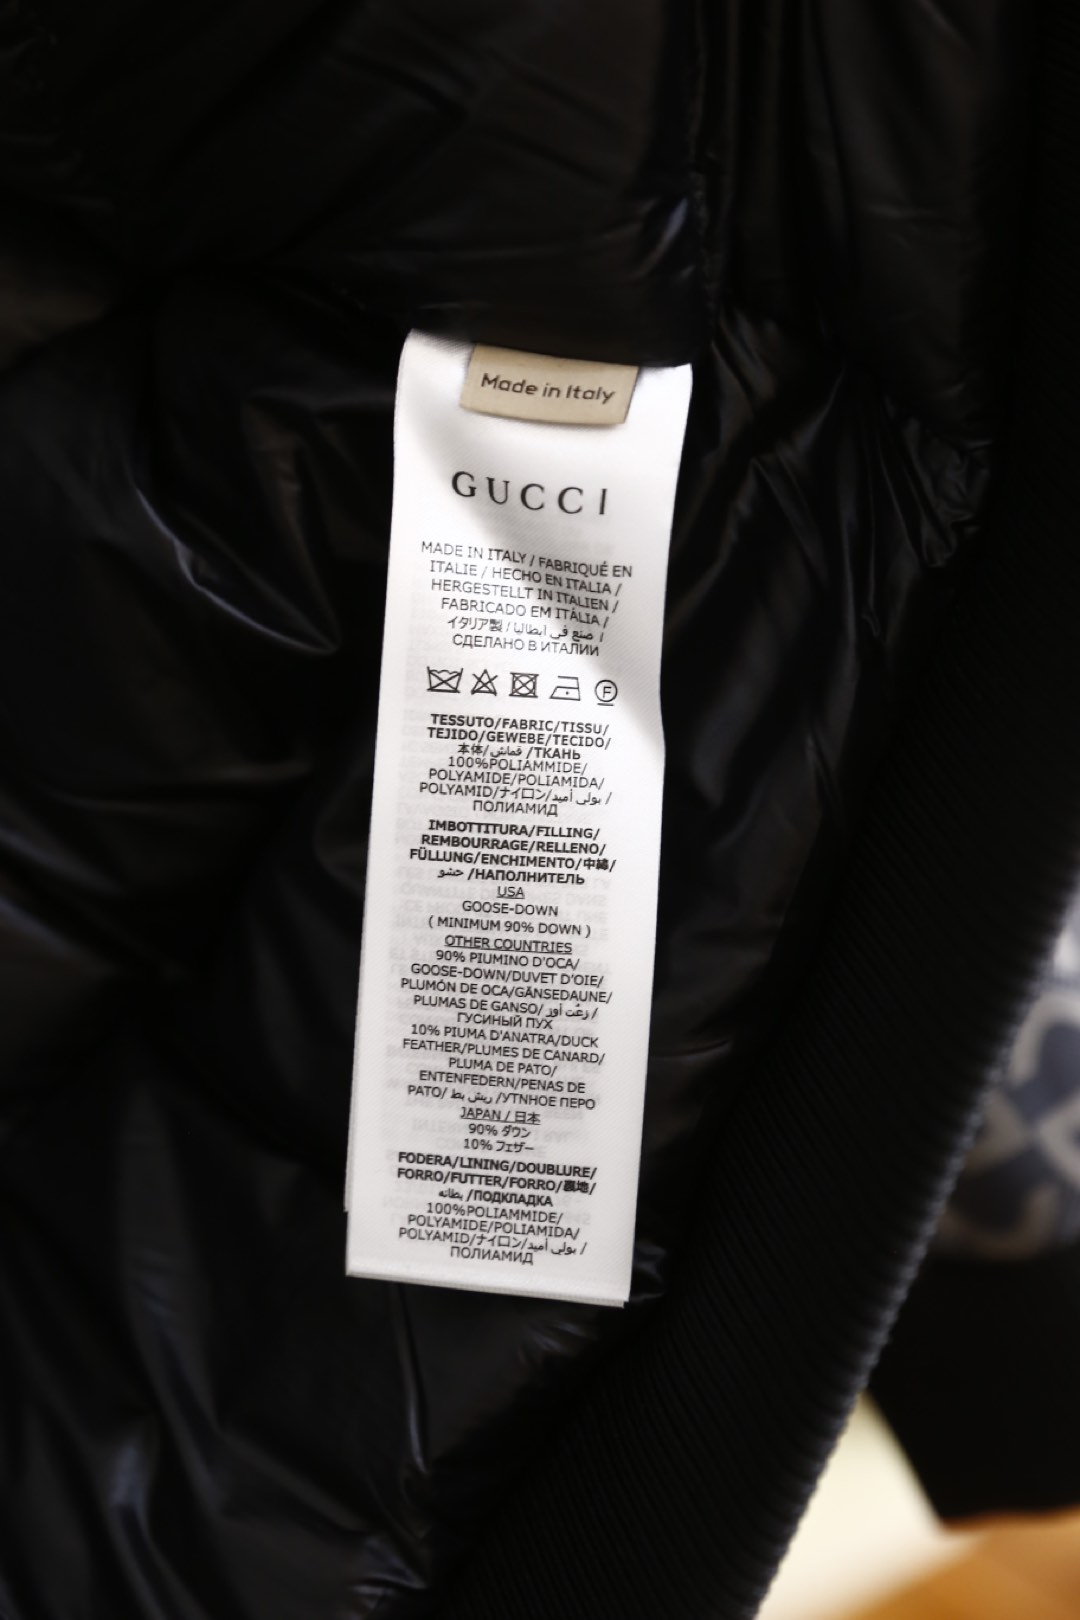 Made in Italy
GUCCI
MADE IN ITALY / FABRIQUÉ EN
ITALIE / HECHO EN ITALIA /
HERGESTELLT IN ITALIEN /
FABRICADO EM ITÁLIA /
イタリア製 / صنع في ايطاليا /
СДЕЛАНО В ИТАЛИИ
F
TESSUTO/FABRIC/TISSU/
TEJIDO/GEWEBE/TECIDO/
本体/ قماش /ТКАНЬ
100%POLIAMMIDE/
POLYAMIDE/POLIAMIDA/
POLYAMID/ナイロン/بولي أميد /
ПОЛИАМИД
IMBOTTITURA/FILLING/
REMBOURRAGE/RELLENO/
FÜLLUNG/ENCHIMENTO/中綿/
حشو /НАПОЛНИТЕЛЬ
USA
GOOSE-DOWN
( MINIMUM 90% DOWN )
OTHER COUNTRIES
90% PIUMINO D'OCA/
GOOSE-DOWN/DUVET D'OIE/
PLUMÓN DE OCA/GÄNSEDAUNE/
PLUMAS DE GANSO/ زغب أوز /
ГУСИНЫЙ ПУХ
10% PIUMA D'ANATRA/DUCK
FEATHER/PLUMES DE CANARD/
PLUMA DE PATO/
ENTENFEDERN/PENAS DE
PATO/ ريش بط /УТНОЕ ПЕРО
JAPAN / 日本
90% ダウン
10% フェザー
FODERA/LINING/DOUBLURE/
FORRO/FUTTER/FORRO/裏地/
بطانه /ПОДКЛАДКА
100%POLIAMMIDE/
POLYAMIDE/POLIAMIDA/
POLYAMID/ナイロン/بولي أميد /
ПОЛИАМИД